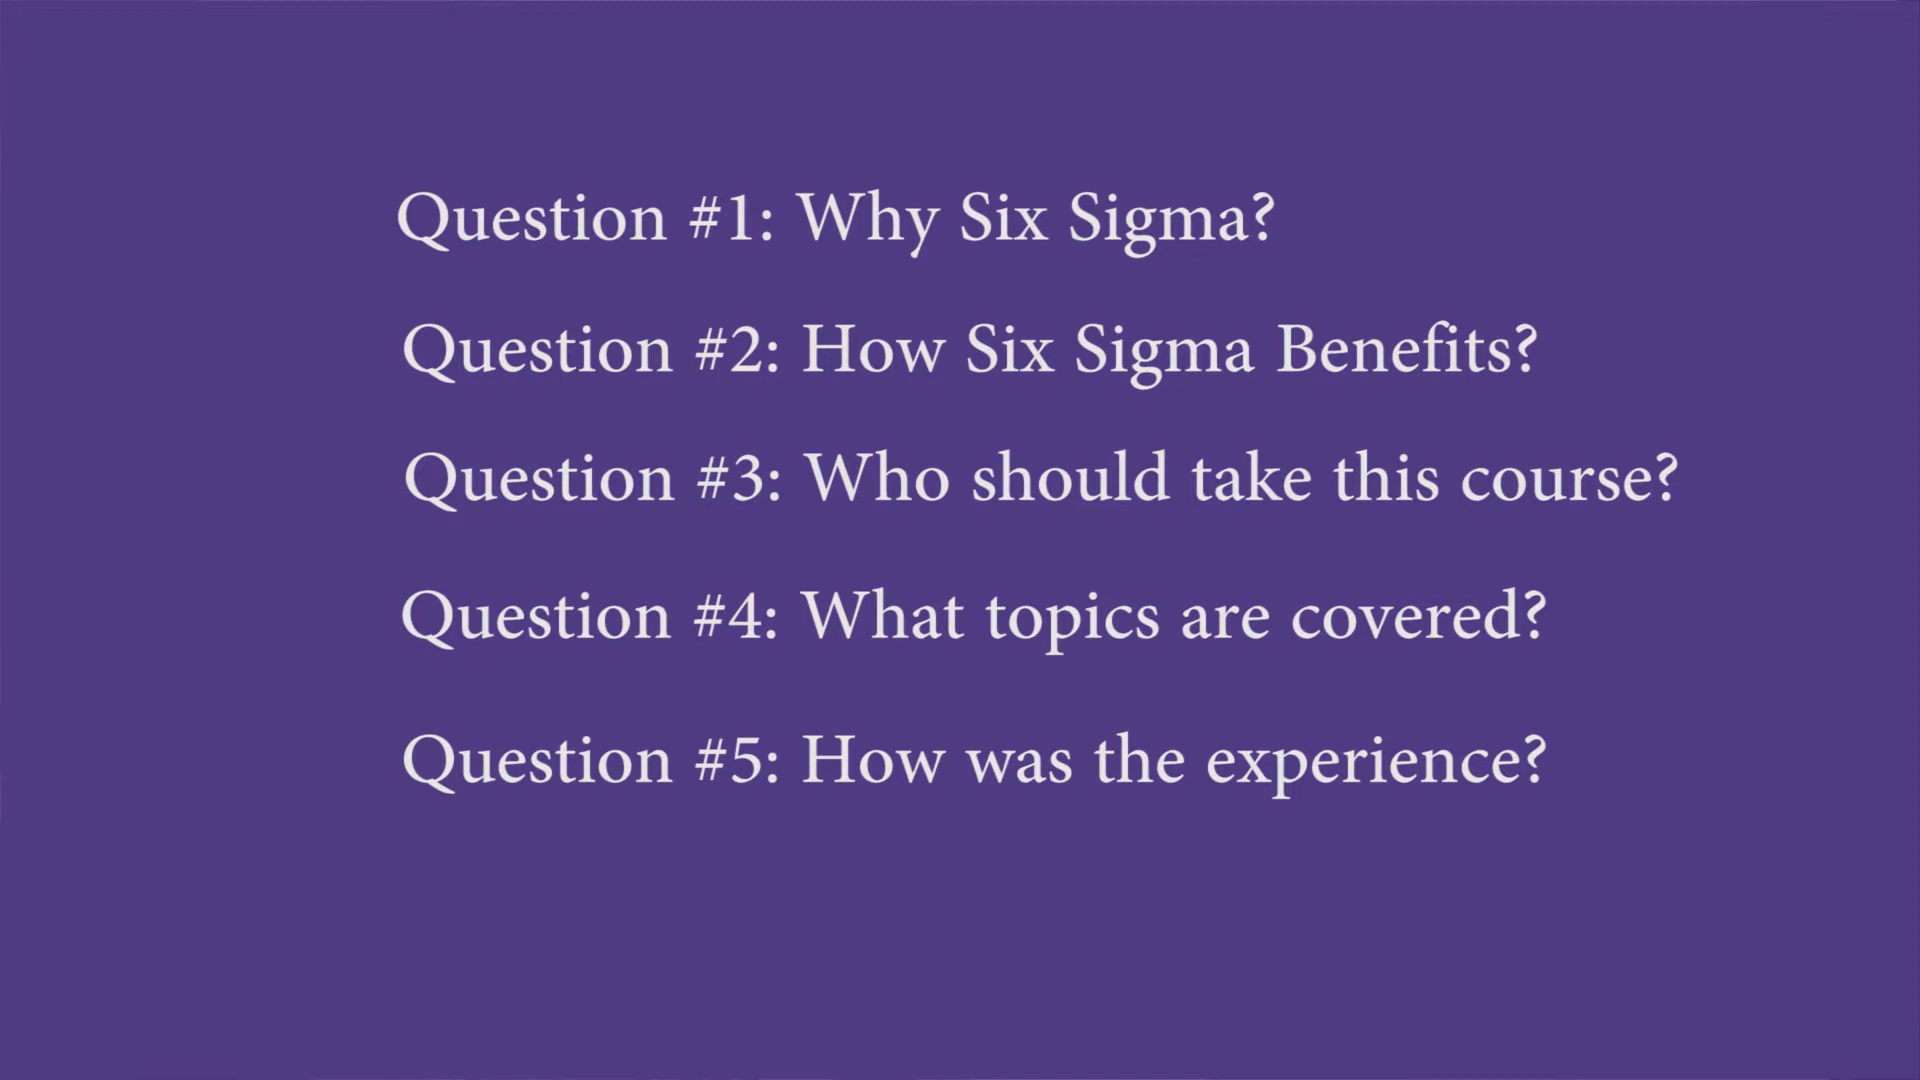 Question #1: Why Six Sigma?
Question #2: How Six Sigma Benefits?
Question #3: Who should take this course?
Question #4: What topics are covered?
Question #5: How was the experience?